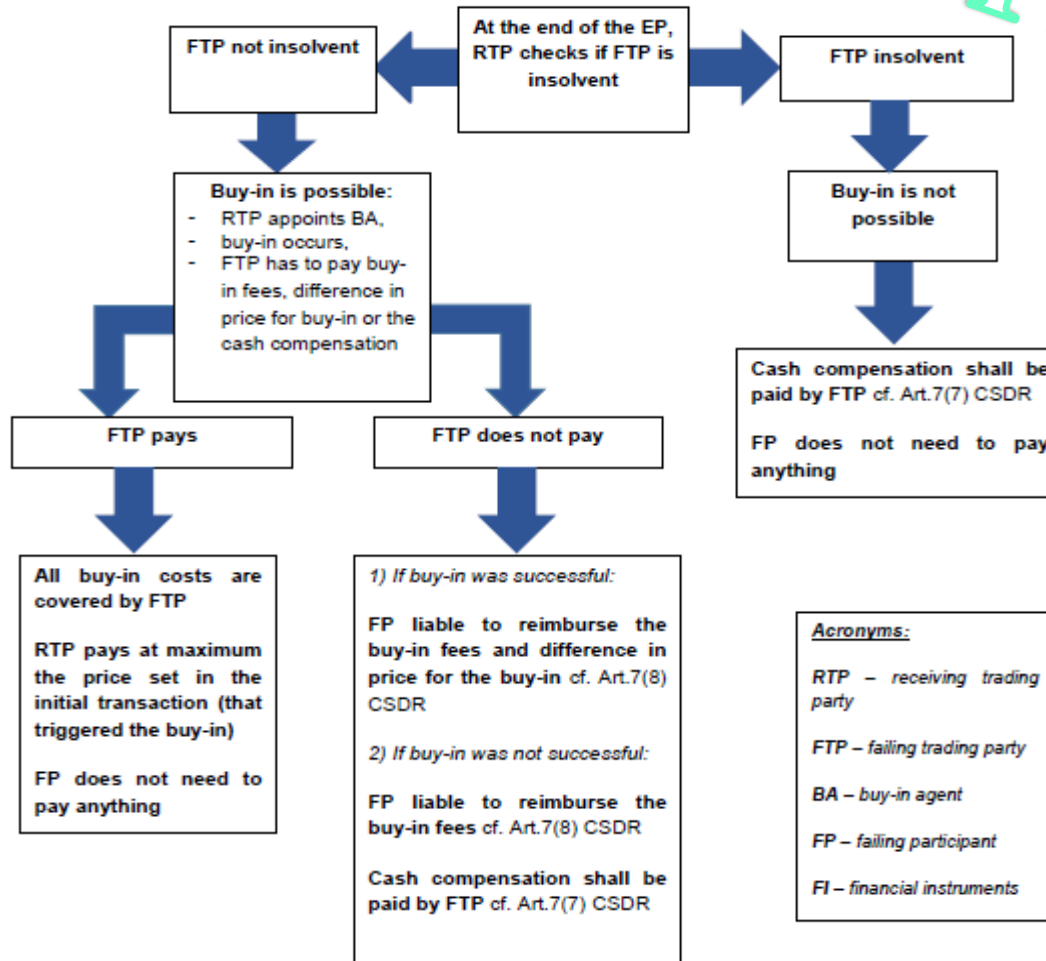 At the end of the EP,
RTP checks if FTP is
insolvent
FTP not insolvent
FTP insolvent
Buy-in is possible:
- RTP appoints BA,
- buy-in occurs,
- FTP has to pay buy-
in fees, difference in
price for buy-in or the
cash compensation
Buy-in is not
possible
FTP pays
FTP does not pay
Cash compensation shall be
paid by FTP cf. Art.7(7) CSDR
FP does not need to pay
anything
All buy-in costs are
covered by FTP
RTP pays at maximum
the price set in the
initial transaction (that
triggered the buy-in)
FP does not need to
pay anything
1) If buy-in was successful:
FP liable to reimburse the
buy-in fees and difference in
price for the buy-in cf. Art.7(8)
CSDR
2) If buy-in was not successful:
FP liable to reimburse the
buy-in fees cf. Art.7(8) CSDR
Cash compensation shall be
paid by FTP cf. Art.7(7) CSDR
Acronyms:
RTP – receiving trading
party
FTP – failing trading party
BA – buy-in agent
FP – failing participant
FI – financial instruments